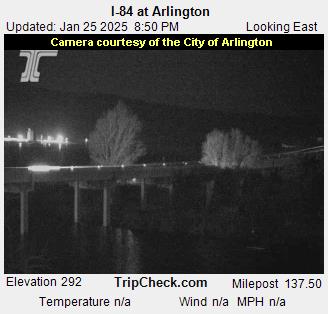 I-84 at Arlington
Updated: Jan 25 2025 8:50 PM Looking East
Camera courtesy of the City of Arlington
Elevation 292 TripCheck.com Milepost 137.50
Temperature n/a Wind n/a MPH n/a